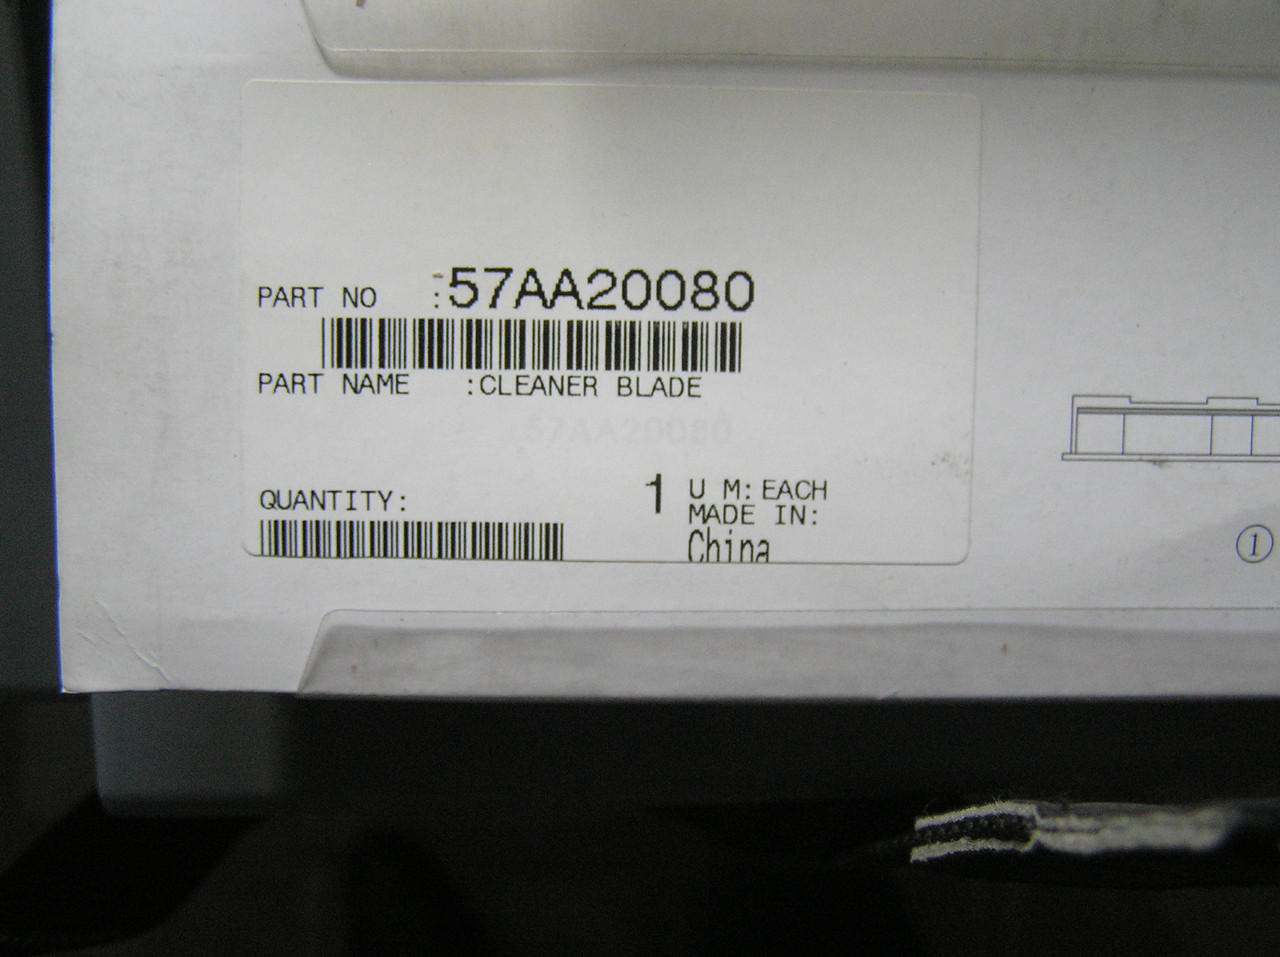 PART NO :57AA20080
PART NAME :CLEANER BLADE
57AA20080
QUANTITY: 1 U M: EACH
MADE IN:
China
①